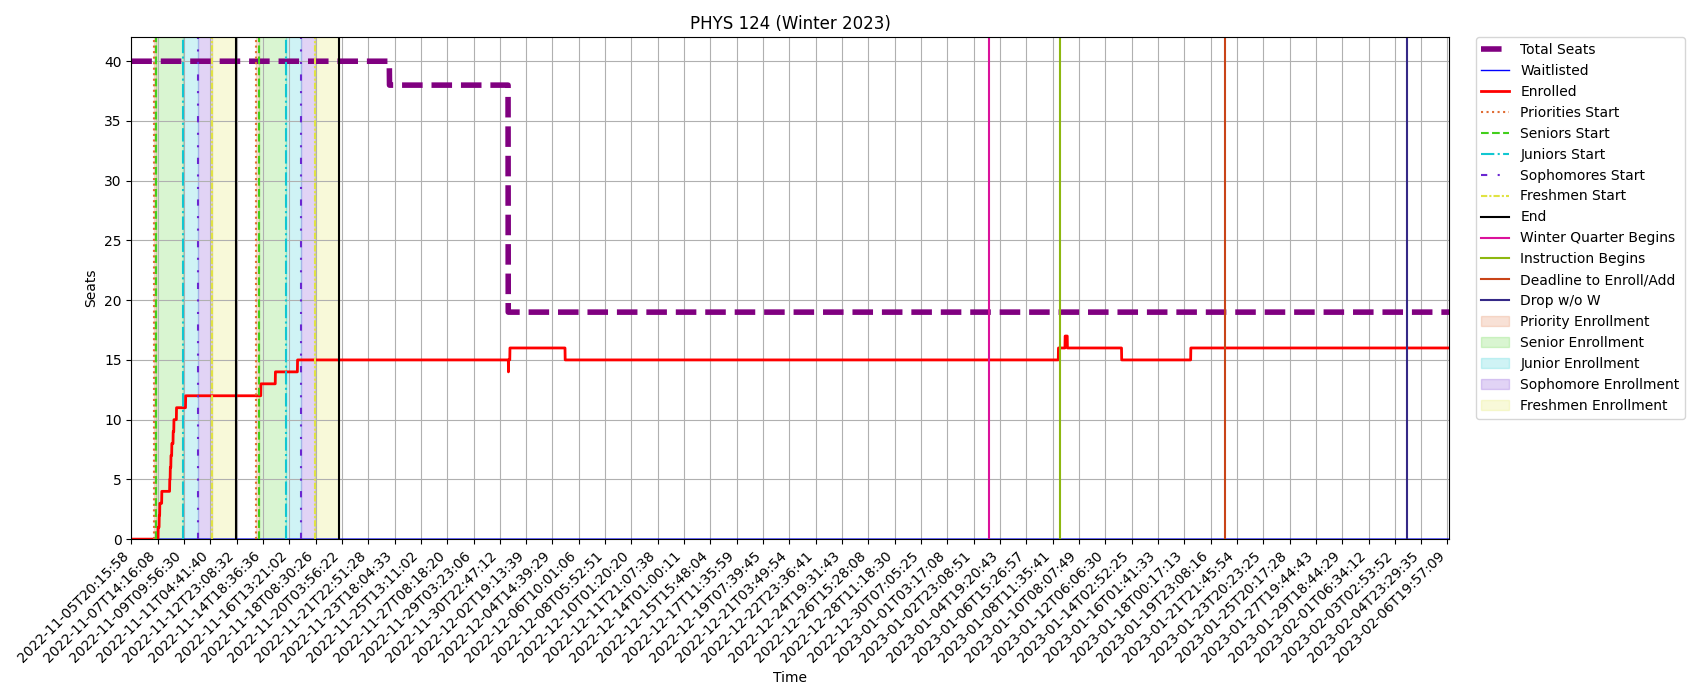 PHYS 124 (Winter 2023)
Seats
40
35
30
25
20
15
10
5
0
2022-11-05T20:15:58
2022-11-07T14:16:08
2022-11-09T09:56:30
2022-11-11T04:41:40
2022-11-12T23:08:32
2022-11-14T18:36:36
2022-11-16T13:21:02
2022-11-18T08:30:26
2022-11-20T03:56:22
2022-11-21T22:51:28
2022-11-23T18:04:33
2022-11-25T13:11:02
2022-11-27T08:18:20
2022-11-29T03:23:06
2022-11-30T22:47:12
2022-12-02T19:13:39
2022-12-04T14:39:29
2022-12-06T10:01:06
2022-12-08T05:52:51
2022-12-10T01:20:20
2022-12-11T21:07:38
2022-12-14T01:00:11
2022-12-15T15:48:04
2022-12-17T11:35:59
2022-12-19T07:39:45
2022-12-21T03:49:54
2022-12-22T23:36:41
2022-12-24T19:31:43
2022-12-26T15:28:08
2022-12-28T11:18:30
2022-12-30T07:05:25
2023-01-01T03:17:08
2023-01-02T23:08:51
2023-01-04T19:20:43
2023-01-06T15:26:57
2023-01-08T11:35:41
2023-01-10T08:07:49
2023-01-12T06:06:30
2023-01-14T02:52:25
2023-01-16T01:41:33
2023-01-18T00:17:13
2023-01-19T23:08:16
2023-01-21T21:45:54
2023-01-23T20:23:25
2023-01-25T20:17:28
2023-01-27T19:44:43
2023-01-29T18:44:29
2023-02-01T06:34:12
2023-02-03T02:53:52
2023-02-04T23:29:35
2023-02-06T19:57:09
Time
Total Seats
Waitlisted
Enrolled
Priorities Start
Seniors Start
Juniors Start
Sophomores Start
Freshmen Start
End
Winter Quarter Begins
Instruction Begins
Deadline to Enroll/Add
Drop w/o W
Priority Enrollment
Senior Enrollment
Junior Enrollment
Sophomore Enrollment
Freshmen Enrollment